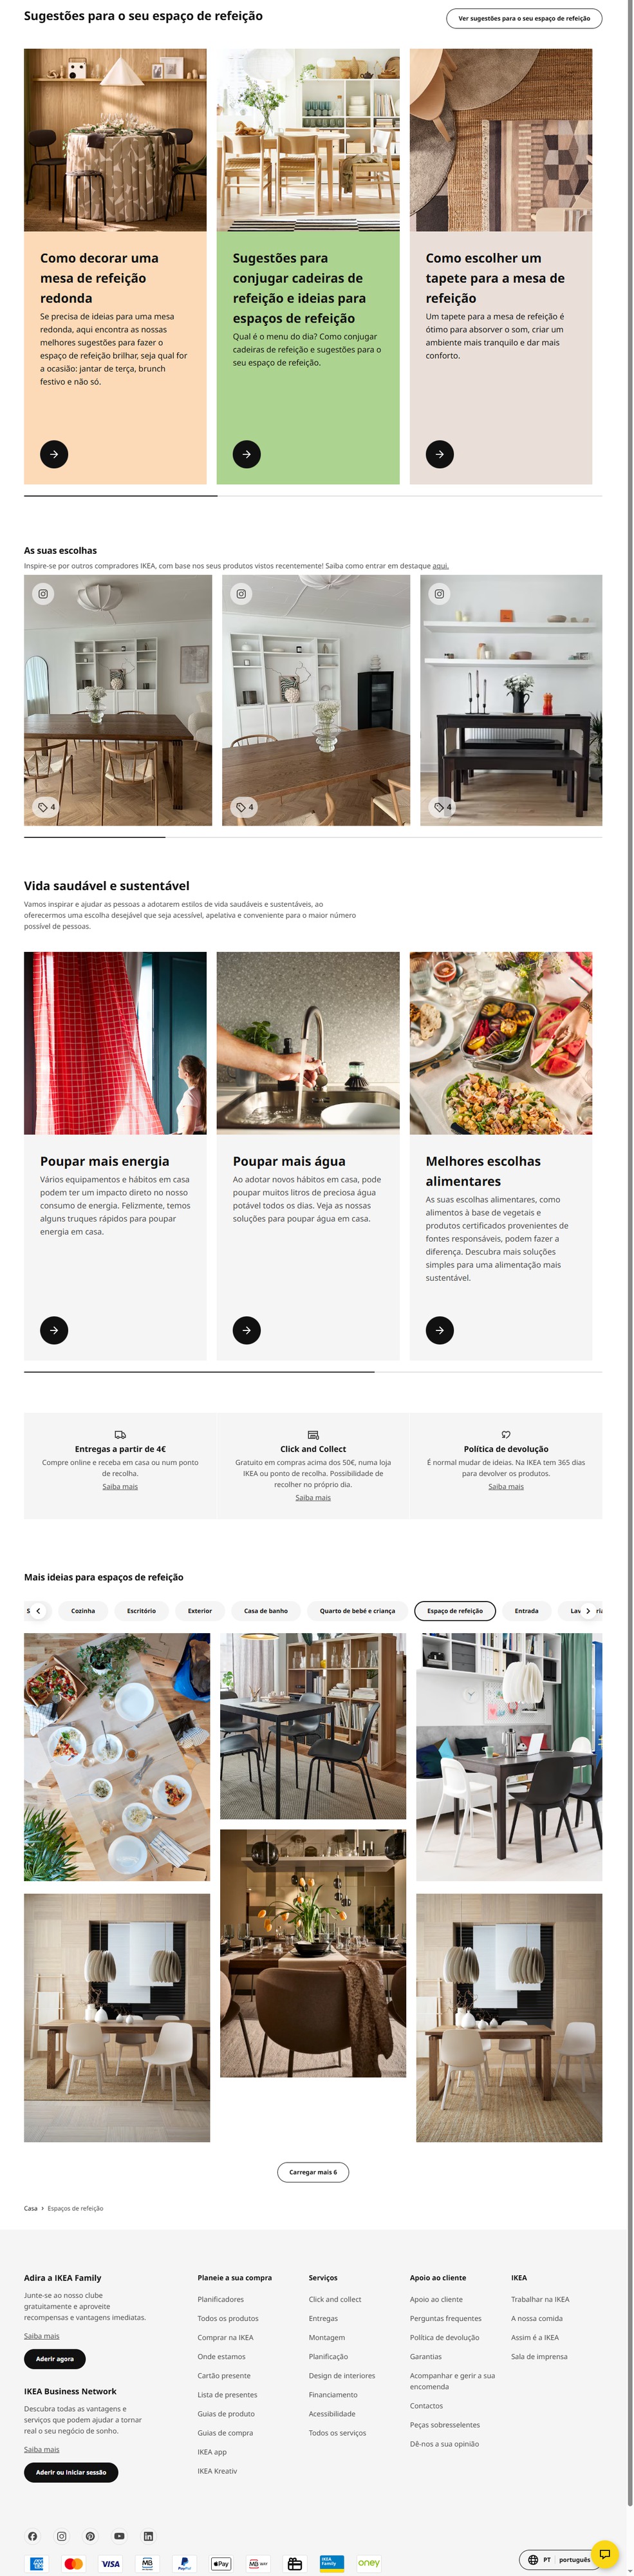 Sugestões para o seu espaço de refeição
Ver sugestões para o seu espaço de refeição
Como decorar uma
mesa de refeição
redonda
Se precisa de ideias para uma mesa
redonda, aqui encontra as nossas
melhores sugestões para fazer o
espaço de refeição brilhar, seja qual for
a ocasião: jantar de terça, brunch
festivo e não só.
Sugestões para
conjugar cadeiras de
refeição e ideias para
espaços de refeição
Qual é o menu do dia? Como conjugar
cadeiras de refeição e sugestões para o
seu espaço de refeição.
Como escolher um
tapete para a mesa de
refeição
Um tapete para a mesa de refeição é
ótimo para absorver o som, criar um
ambiente mais tranquilo e dar mais
conforto.
As suas escolhas
Inspire-se por outros compradores IKEA, com base nos seus produtos vistos recentemente! Saiba como entrar em destaque aqui.
4
4
4
Vida saudável e sustentável
Vamos inspirar e ajudar as pessoas a adotarem estilos de vida saudáveis e sustentáveis, ao
oferecermos uma escolha desejável que seja acessível, apelativa e conveniente para o maior número
possível de pessoas.
Poupar mais energia
Vários equipamentos e hábitos em casa
podem ter um impacto direto no nosso
consumo de energia. Felizmente, temos
alguns truques rápidos para poupar
energia em casa.
Poupar mais água
Ao adotar novos hábitos em casa, pode
poupar muitos litros de preciosa água
potável todos os dias. Veja as nossas
soluções para poupar água em casa.
Melhores escolhas
alimentares
As suas escolhas alimentares, como
alimentos à base de vegetais e
produtos certificados provenientes de
fontes responsáveis, podem fazer a
diferença. Descubra mais soluções
simples para uma alimentação mais
sustentável.
Entregas a partir de 4€
Compre online e receba em casa ou num ponto
de recolha.
Saiba mais
Click and Collect
Gratuito em compras acima dos 50€, numa loja
IKEA ou ponto de recolha. Possibilidade de
recolher no próprio dia.
Saiba mais
Política de devolução
É normal mudar de ideias. Na IKEA tem 365 dias
para devolver os produtos.
Saiba mais
Mais ideias para espaços de refeição
S
Cozinha
Escritório
Exterior
Casa de banho
Quarto de bebé e criança
Espaço de refeição
Entrada
Carregar mais 6
Casa
Espaços de refeição
Adira a IKEA Family
Junte-se ao nosso clube
gratuitamente e aproveite
recompensas e vantagens imediatas.
Saiba mais
Aderir agora
IKEA Business Network
Descubra todas as vantagens e
serviços que podem ajudar a tornar
real o seu negócio de sonho.
Saiba mais
Aderir ou Iniciar sessão
Planeie a sua compra
Planificadores
Todos os produtos
Comprar na IKEA
Onde estamos
Cartão presente
Lista de presentes
Guias de produto
Guias de compra
IKEA app
IKEA Kreativ
Serviços
Click and collect
Entregas
Montagem
Planificação
Design de interiores
Financiamento
Acessibilidade
Todos os serviços
Apoio ao cliente
Apoio ao cliente
Perguntas frequentes
Política de devolução
Garantias
Acompanhar e gerir a sua
encomenda
Contactos
Peças sobresselentes
Dê-nos a sua opinião
IKEA
Trabalhar na IKEA
A nossa comida
Assim é a IKEA
Sala de imprensa
VISA
MB
PayPal
Pay
MB WAY
IKEA
Family
oney
PT
português